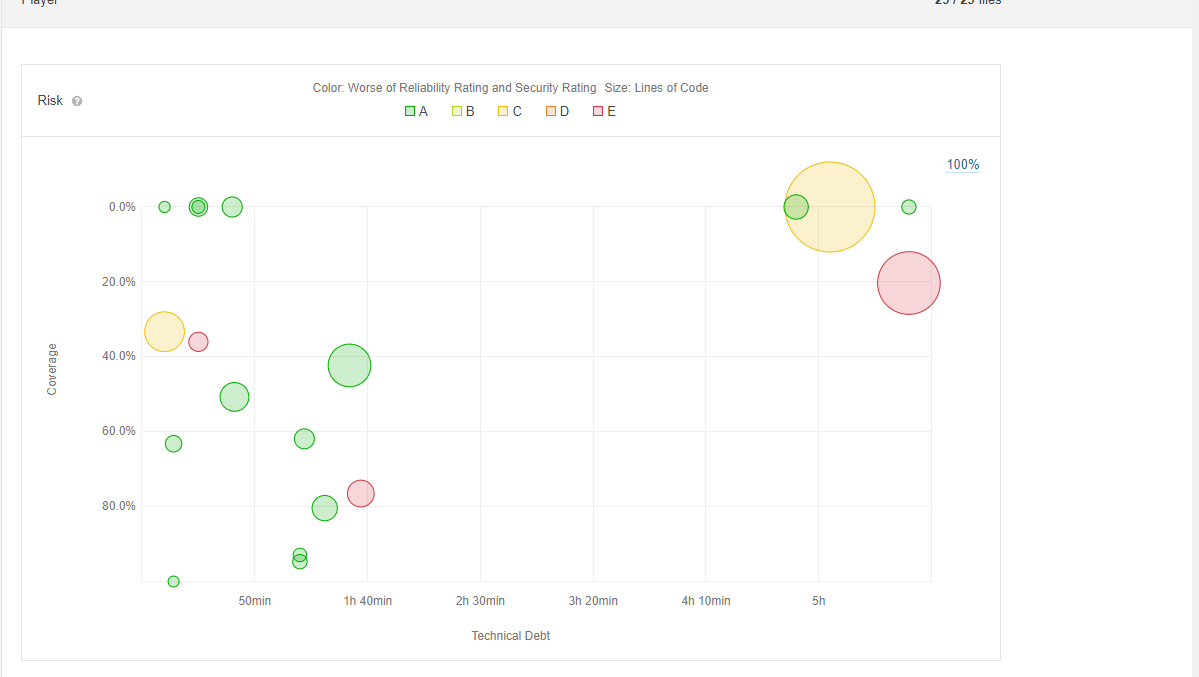 Player 29 / 29 files
Color: Worse of Reliability Rating and Security Rating Size: Lines of Code
Risk ?
A B C D E
100%
0.0%
20.0%
40.0%
60.0%
80.0%
Coverage
50min 1h 40min 2h 30min 3h 20min 4h 10min 5h
Technical Debt